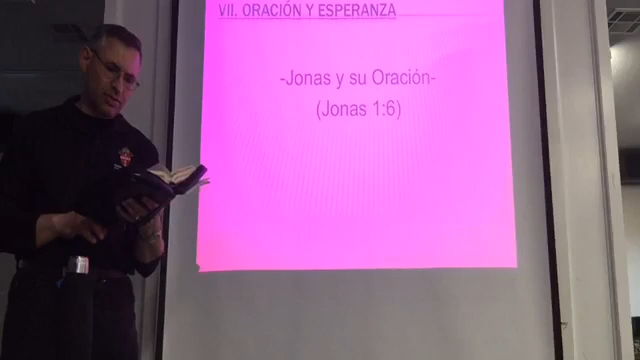 VII. ORACIÓN Y ESPERANZA
-Jonas y su Oración-
(Jonas 1:6)